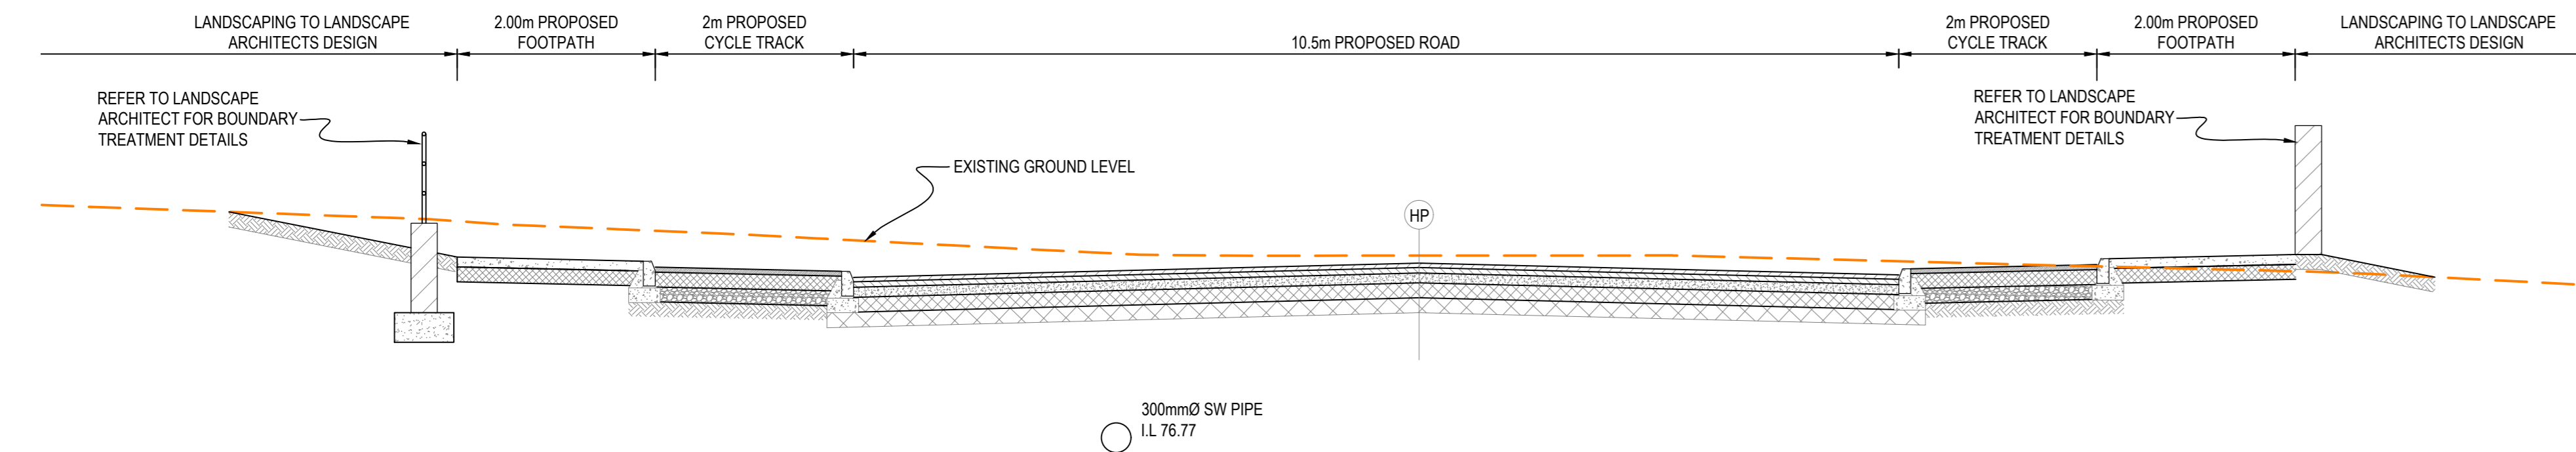 LANDSCAPING TO LANDSCAPE
ARCHITECTS DESIGN
2.00m PROPOSED
FOOTPATH
2m PROPOSED
CYCLE TRACK
10.5m PROPOSED ROAD
2m PROPOSED
CYCLE TRACK
2.00m PROPOSED
FOOTPATH
LANDSCAPING TO LANDSCAPE
ARCHITECTS DESIGN
REFER TO LANDSCAPE
ARCHITECT FOR BOUNDARY
TREATMENT DETAILS
EXISTING GROUND LEVEL
HP
REFER TO LANDSCAPE
ARCHITECT FOR BOUNDARY
TREATMENT DETAILS
300mmØ SW PIPE
I.L 76.77